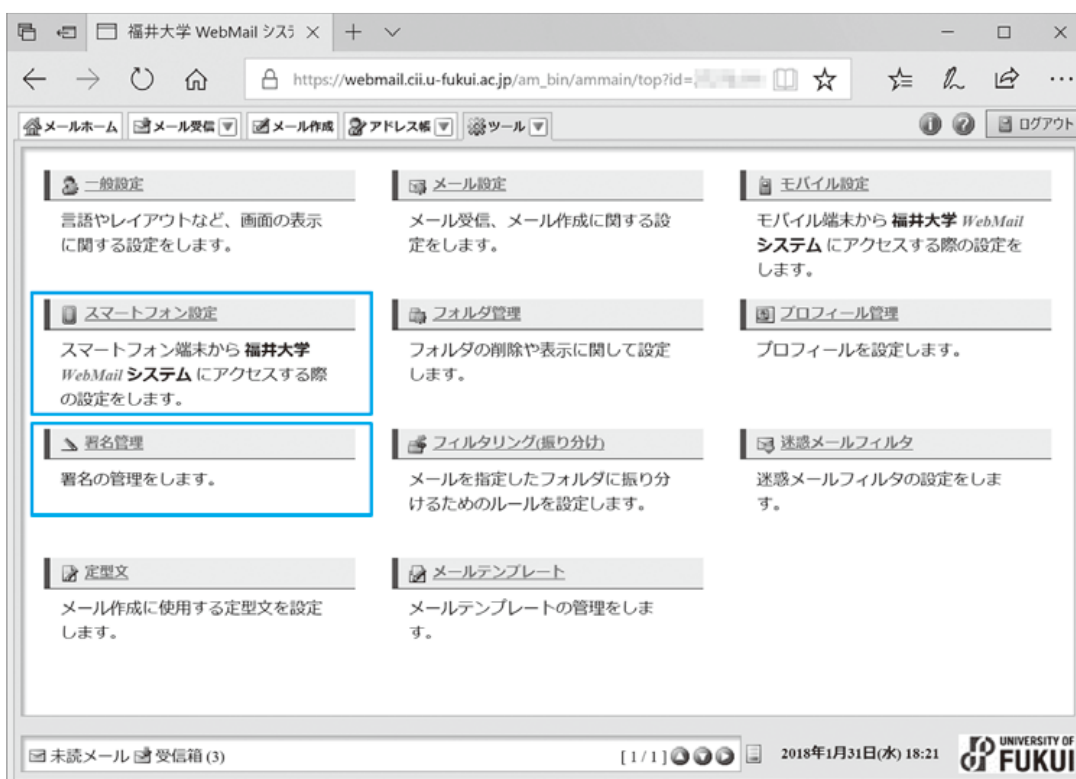 福井大学 WebMail システ
https://webmail.cii.u-fukui.ac.jp/am_bin/ammain/top?id=
メールホーム メール受信 メール作成 アドレス帳 ツール ログアウト
一般設定
言語やレイアウトなど、画面の表示
に関する設定をします。
メール設定
メール受信、メール作成に関する設
定をします。
モバイル設定
モバイル端末から 福井大学 WebMail
システム にアクセスする際の設定を
します。
スマートフォン設定
スマートフォン端末から 福井大学
WebMail システム にアクセスする際
の設定をします。
フォルダ管理
フォルダの削除や表示に関して設定
します。
プロフィール管理
プロフィールを設定します。
署名管理
署名の管理をします。
フィルタリング(振り分け)
メールを指定したフォルダに振り分
けるためのルールを設定します。
迷惑メールフィルタ
迷惑メールフィルタの設定をしま
す。
定型文
メール作成に使用する定型文を設定
します。
メールテンプレート
メールテンプレートの管理をしま
す。
未読メール 受信箱 (3) [1/1] 2018年1月31日(水) 18:21
UNIVERSITY OF
FUKUI